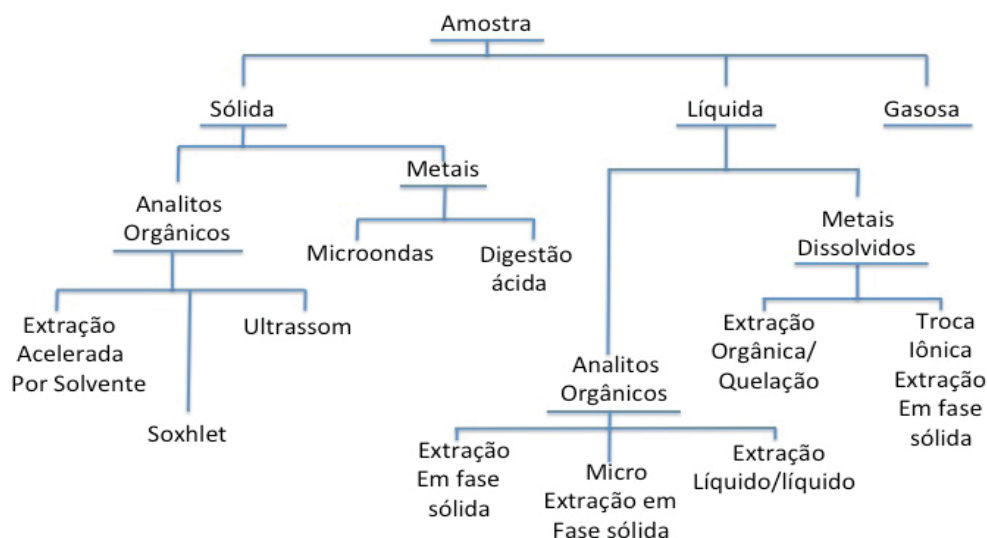 Amostra
Sólida
Líquida
Gasosa
Analitos
Orgânicos
Metais
Microondas
Digestão
ácida
Extração
Acelerada
Por Solvente
Soxhlet
Ultrassom
Analitos
Orgânicos
Extração
Em fase
sólida
Micro
Extração em
Fase sólida
Extração
Líquido/líquido
Metais
Dissolvidos
Extração
Orgânica/
Quelação
Troca
Iônica
Extração
Em fase
sólida